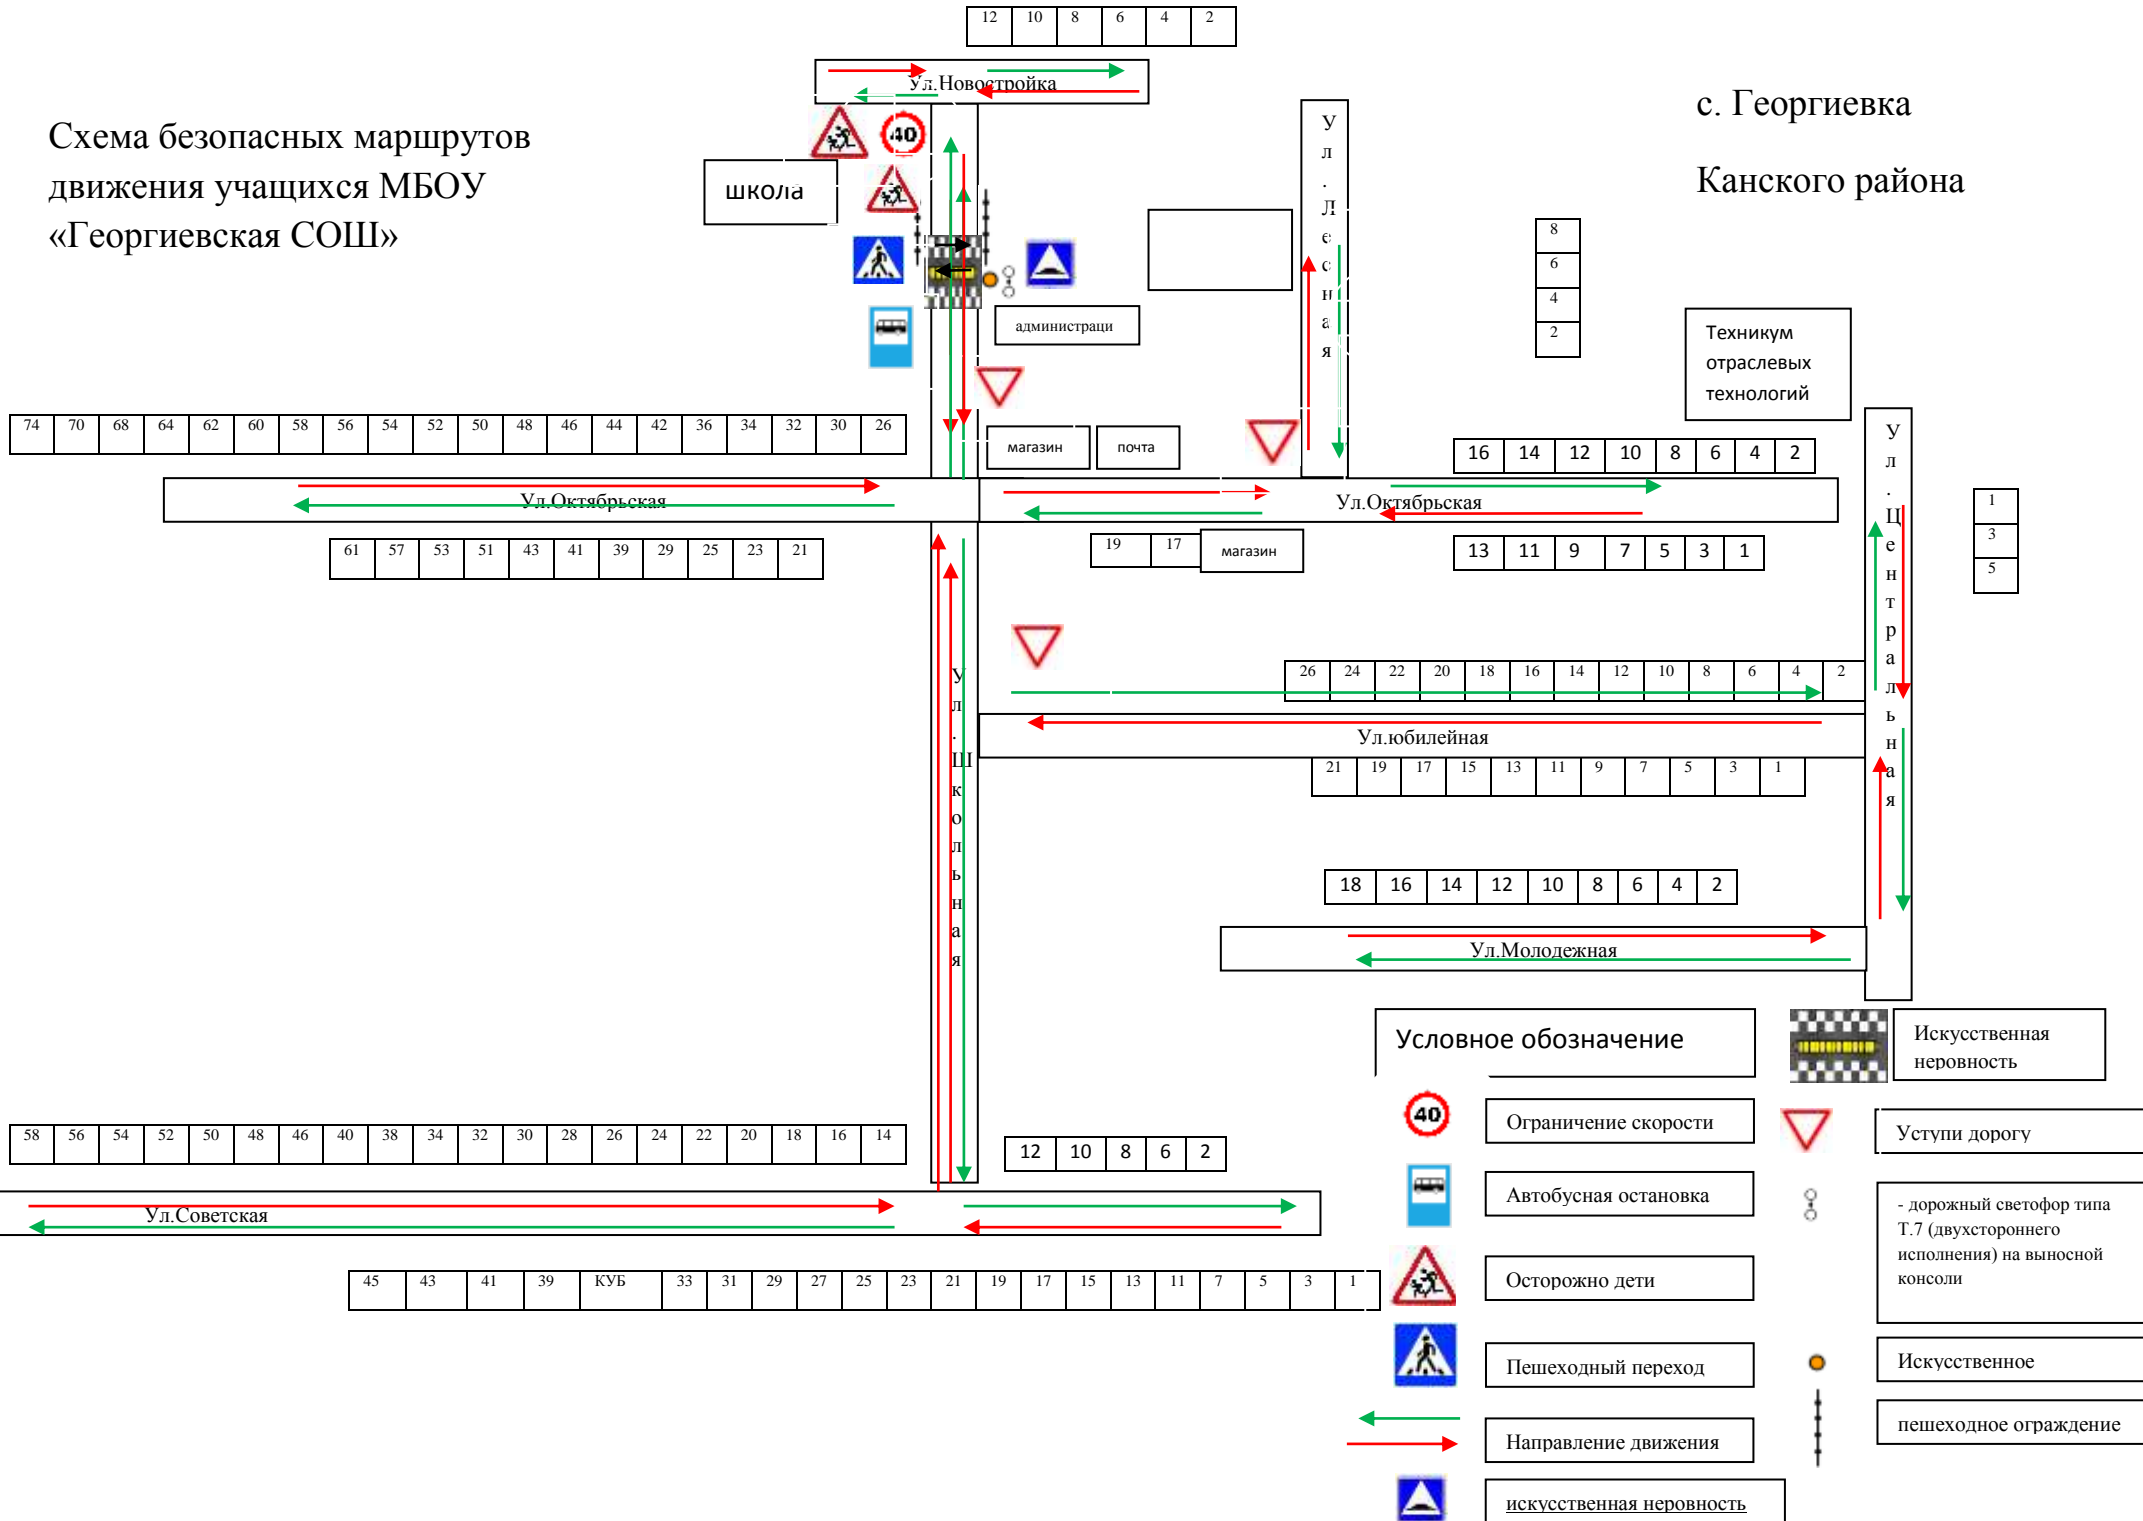 12 10 8 6 4 2
Ул.Новостройка
Схема безопасных маршрутов
движения учащихся МБОУ
«Георгиевская СОШ»
с. Георгиевка
Канского района
40
школа
Ул.Лесная
администраци
8
6
4
2
Техникум
отраслевых
технологий
74 70 68 64 62 60 58 56 54 52 50 48 46 44 42 36 34 32 30 26
магазин
почта
16 14 12 10 8 6 4 2
Ул.Октябрьская
Ул.Октябрьская
Ул.Центральная
61 57 53 51 43 41 39 29 25 23 21
19 17
магазин
13 11 9 7 5 3 1
1
3
5
26 24 22 20 18 16 14 12 10 8 6 4 2
Ул.юбилейная
21 19 17 15 13 11 9 7 5 3 1
Ул.Школьная
18 16 14 12 10 8 6 4 2
Ул.Молодежная
58 56 54 52 50 48 46 40 38 34 32 30 28 26 24 22 20 18 16 14
12 10 8 6 2
Ул.Советская
45 43 41 39 КУБ 33 31 29 27 25 23 21 19 17 15 13 11 7 5 3 1
Условное обозначение
40
Ограничение скорости
Автобусная остановка
Осторожно дети
Пешеходный переход
Направление движения
искусственная неровность
Искусственная
неровность
Уступи дорогу
- дорожный светофор типа
Т.7 (двухстороннего
исполнения) на выносной
консоли
Искусственное
пешеходное ограждение